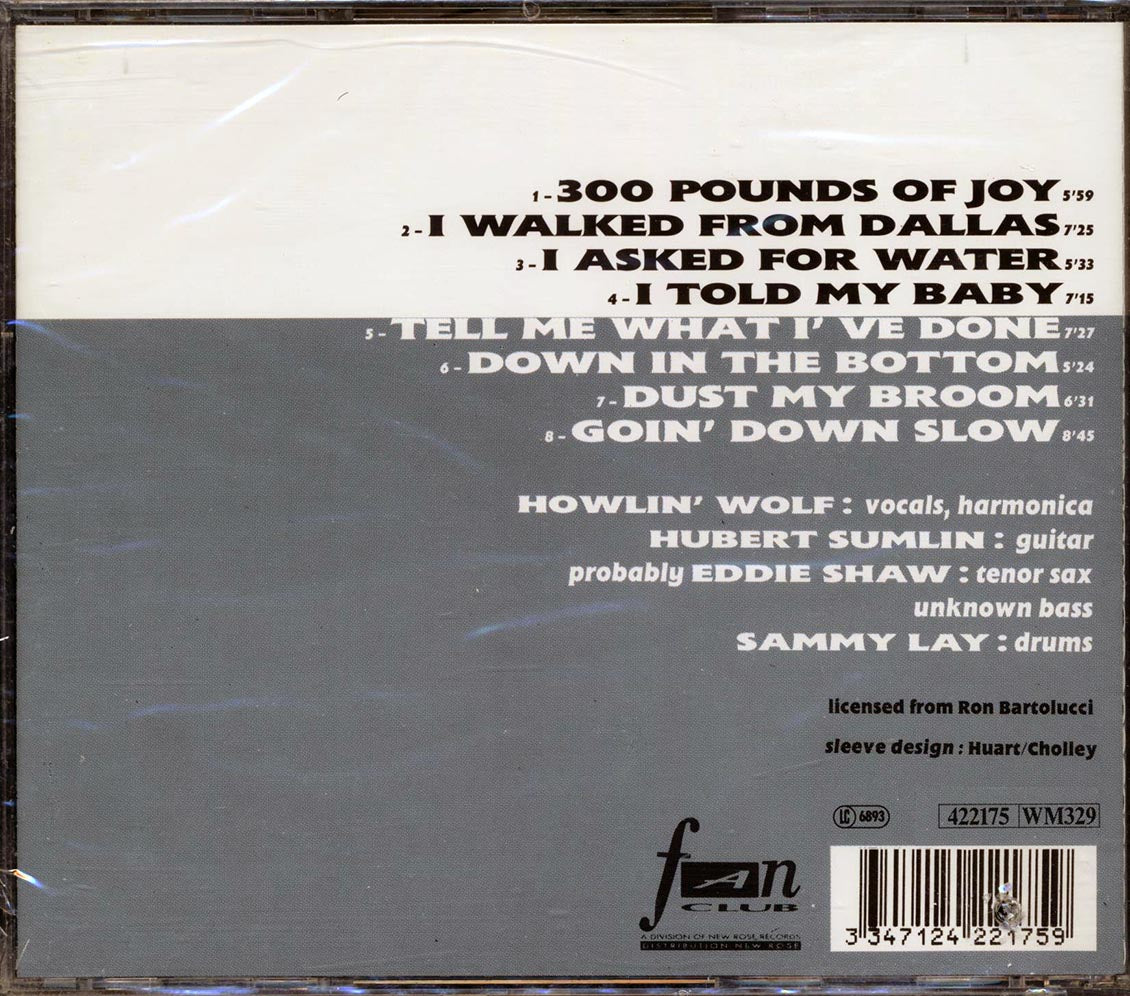 1 - 300 POUNDS OF JOY 5'59
2 - I WALKED FROM DALLAS 7'25
3 - I ASKED FOR WATER 5'33
4 - I TOLD MY BABY 7'15
5 - TELL ME WHAT I' VE DONE 7'27
6 - DOWN IN THE BOTTOM 5'24
7 - DUST MY BROOM 6'31
8 - GOIN' DOWN SLOW 8'45
HOWLIN' WOLF : vocals, harmonica
HUBERT SUMLIN : guitar
probably EDDIE SHAW : tenor sax
unknown bass
SAMMY LAY : drums
licensed from Ron Bartolucci
sleeve design : Huart/Cholley
LC 6893 422175 WM329
fAn
CLUB
A DIVISION OF NEW ROSE RECORDS
DISTRIBUTION NEW ROSE
3 347124 221759